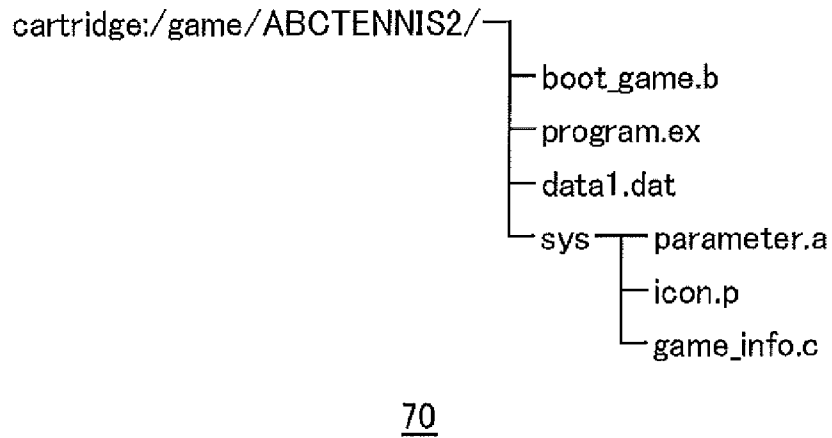 cartridge:/game/ABCTENNIS2/
boot_game.b
program.ex
data1.dat
sys parameter.a
icon.p
game_info.c
70